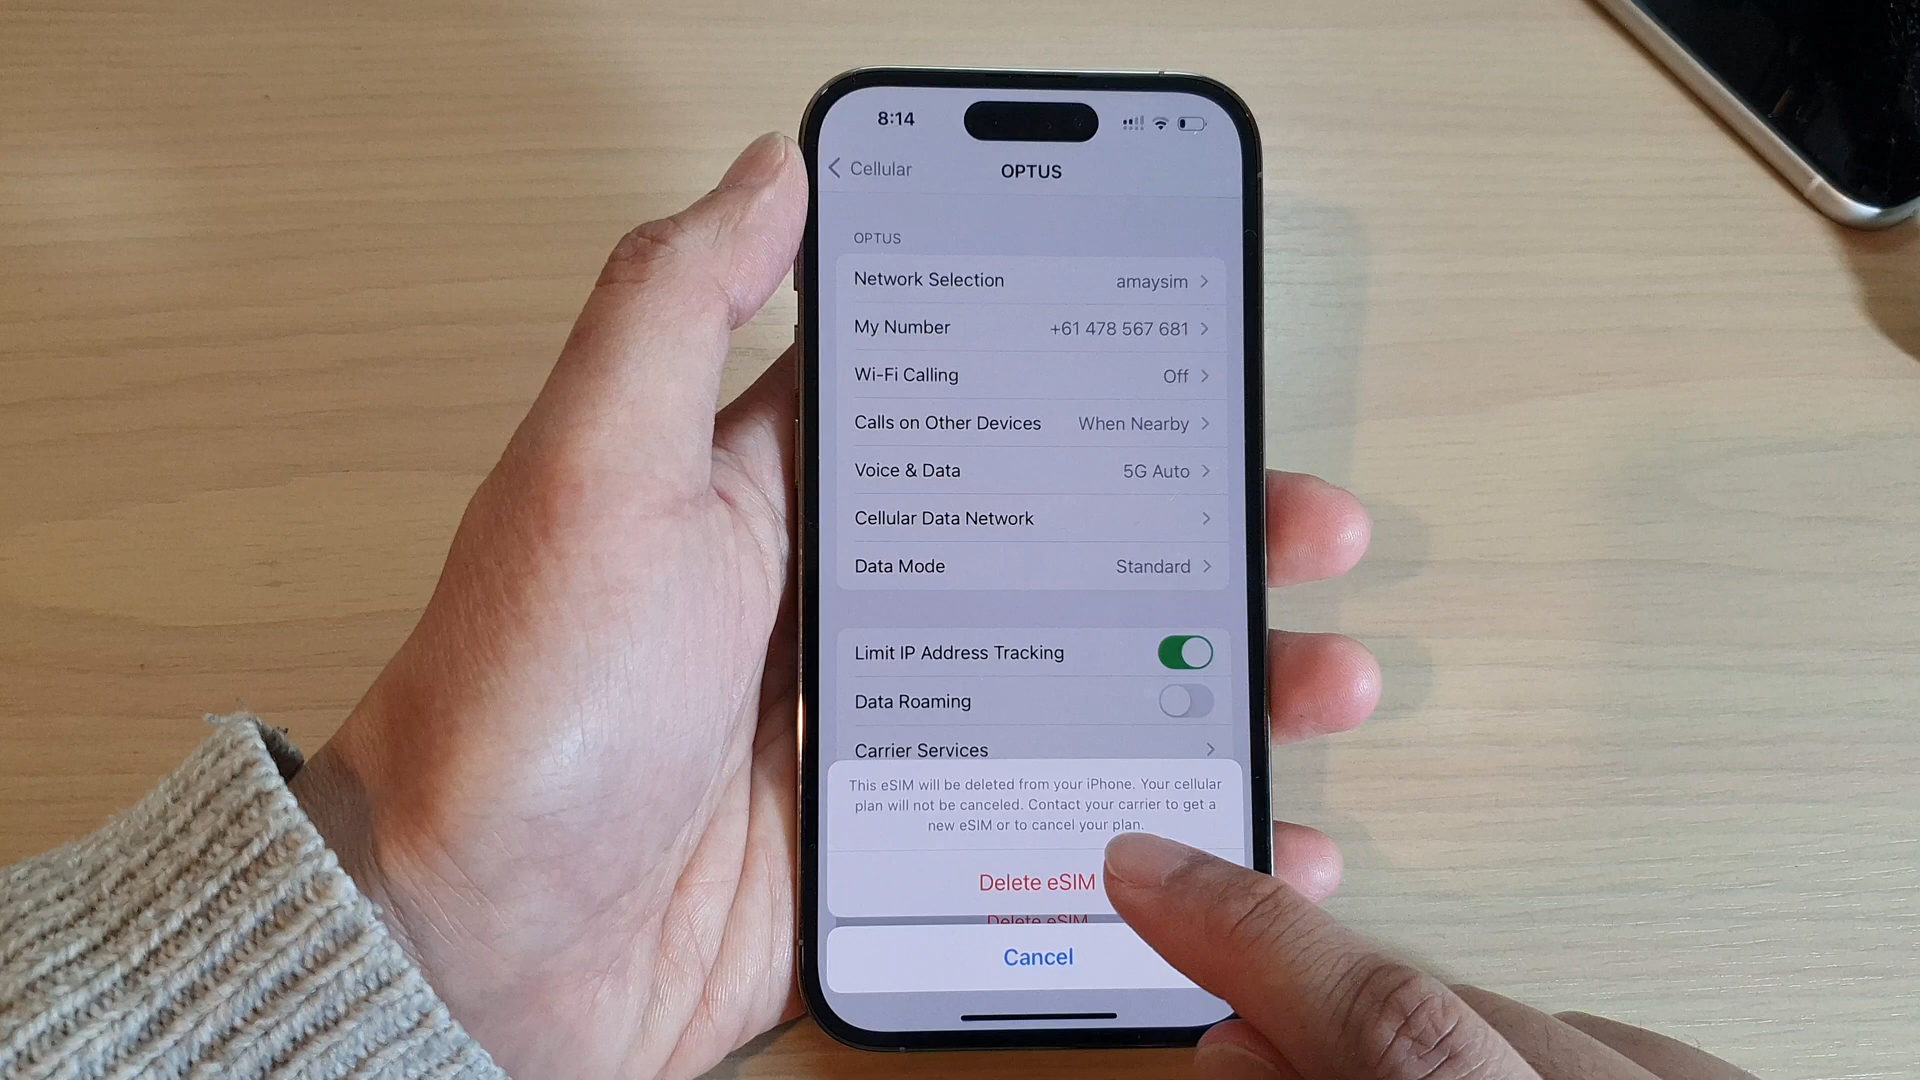 8:14
Cellular
OPTUS
OPTUS
Network Selection amaysim
My Number +61 478 567 681
Wi-Fi Calling Off
Calls on Other Devices When Nearby
Voice & Data 5G Auto
Cellular Data Network
Data Mode Standard
Limit IP Address Tracking
Data Roaming
Carrier Services
This eSIM will be deleted from your iPhone. Your cellular
plan will not be canceled. Contact your carrier to get a
new eSIM or to cancel your plan.
Delete eSIM
Delete eSIM
Cancel